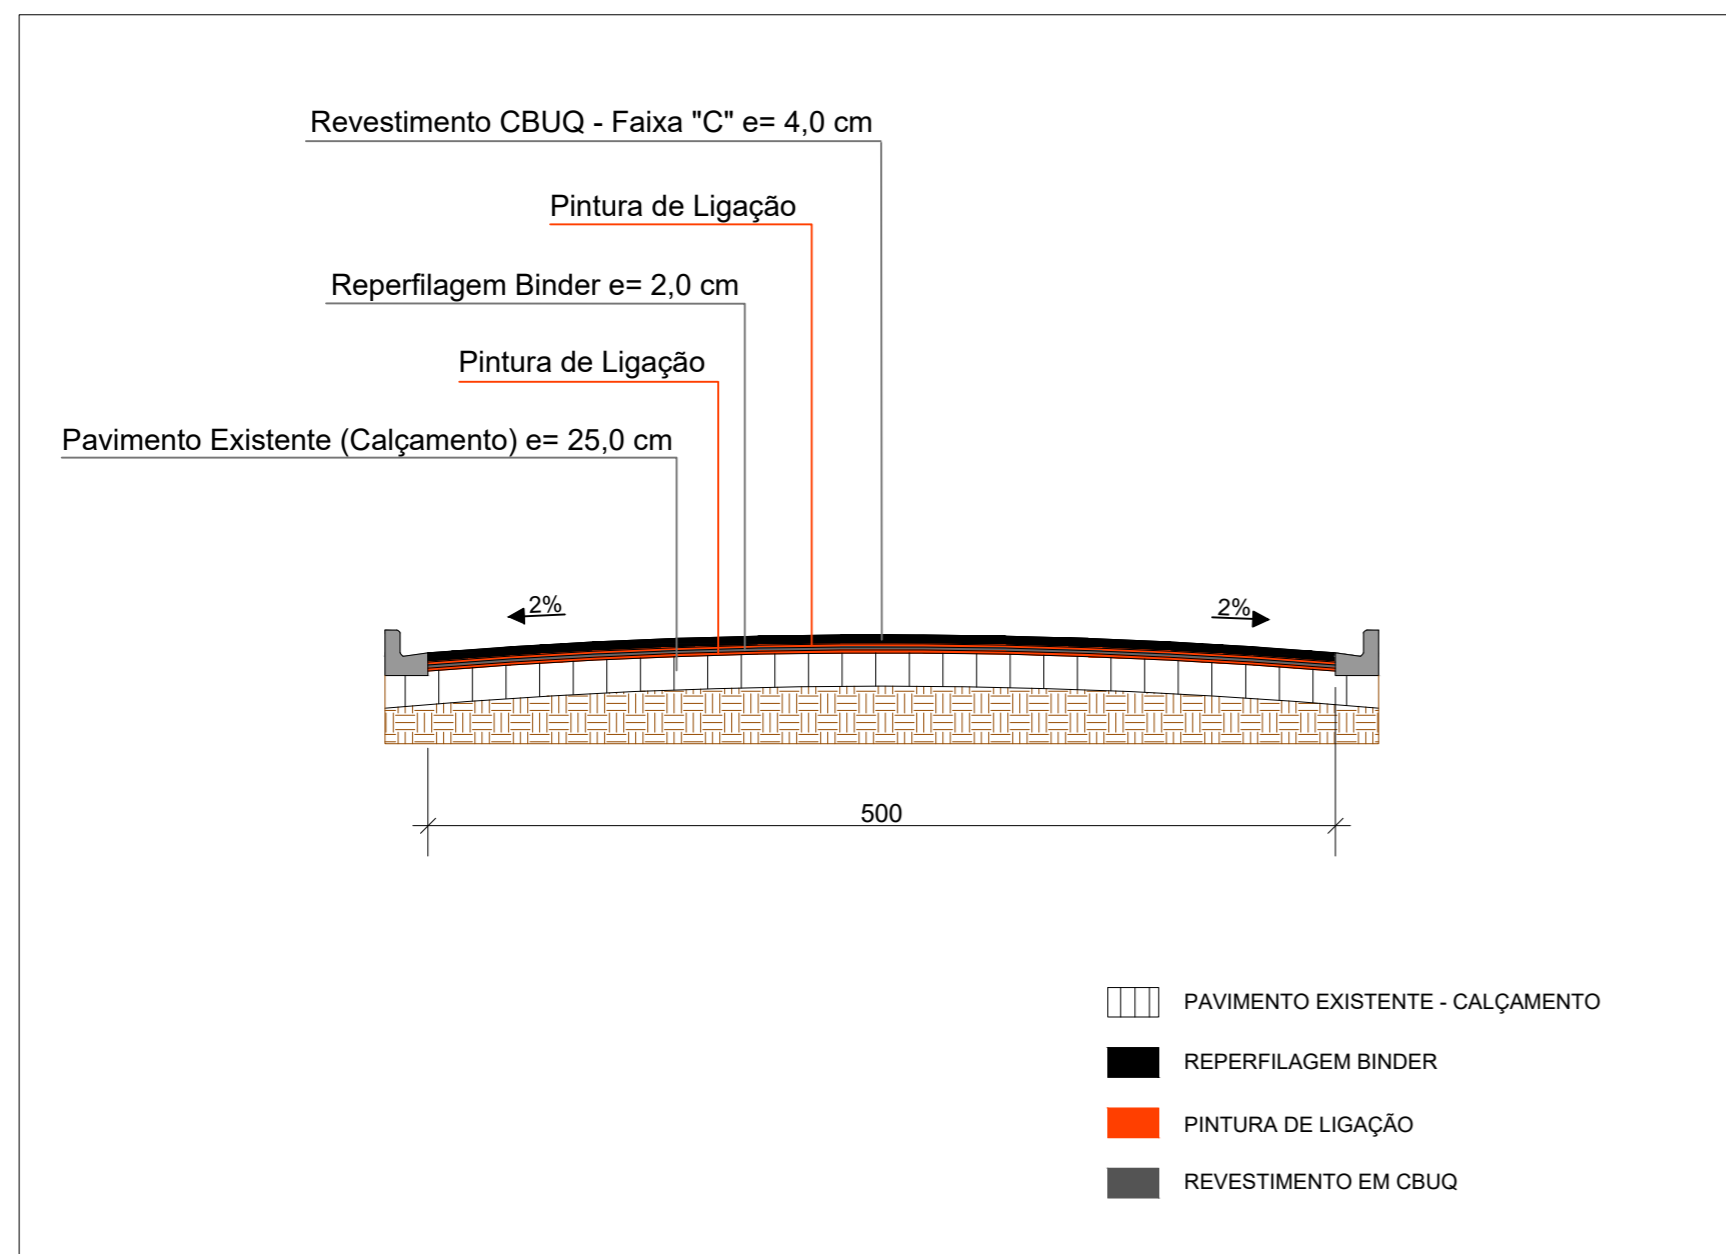 Revestimento CBUQ - Faixa "C" e= 4,0 cm
Pintura de Ligação
Reperfilagem Binder e= 2,0 cm
Pintura de Ligação
Pavimento Existente (Calçamento) e= 25,0 cm
2%
2%
500
PAVIMENTO EXISTENTE - CALÇAMENTO
REPERFILAGEM BINDER
PINTURA DE LIGAÇÃO
REVESTIMENTO EM CBUQ